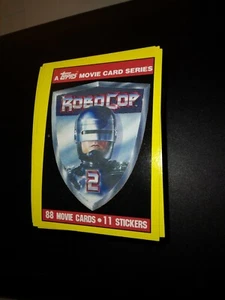 A Topps MOVIE CARD SERIES
ROBOCOP
2
88 MOVIE CARDS • 11 STICKERS